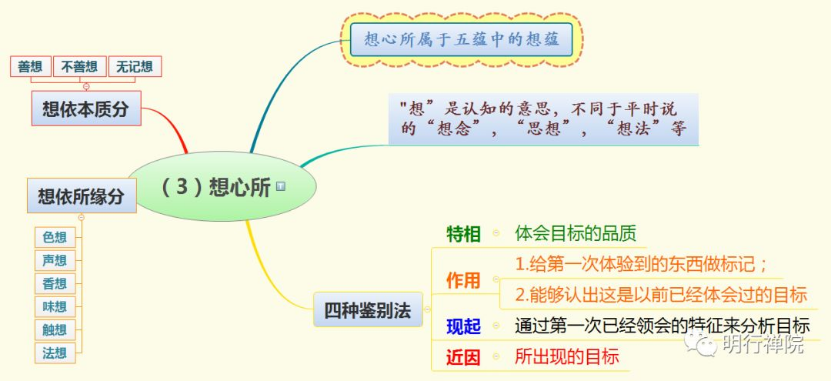 想心所属于五蕴中的想蕴
善想 不善想 无记想
想依本质分
"想”是认知的意思，不同于平时说
的“想念”，“思想”，“想法”等
（3）想心所
想依所缘分
色想
声想
香想
味想
触想
法想
四种鉴别法
特相 体会目标的品质
作用
1.给第一次体验到的东西做标记；
2.能够认出这是以前已经体会过的目标
现起 通过第一次已经领会的特征来分析目标
近因 所出现的目标
明行禅院